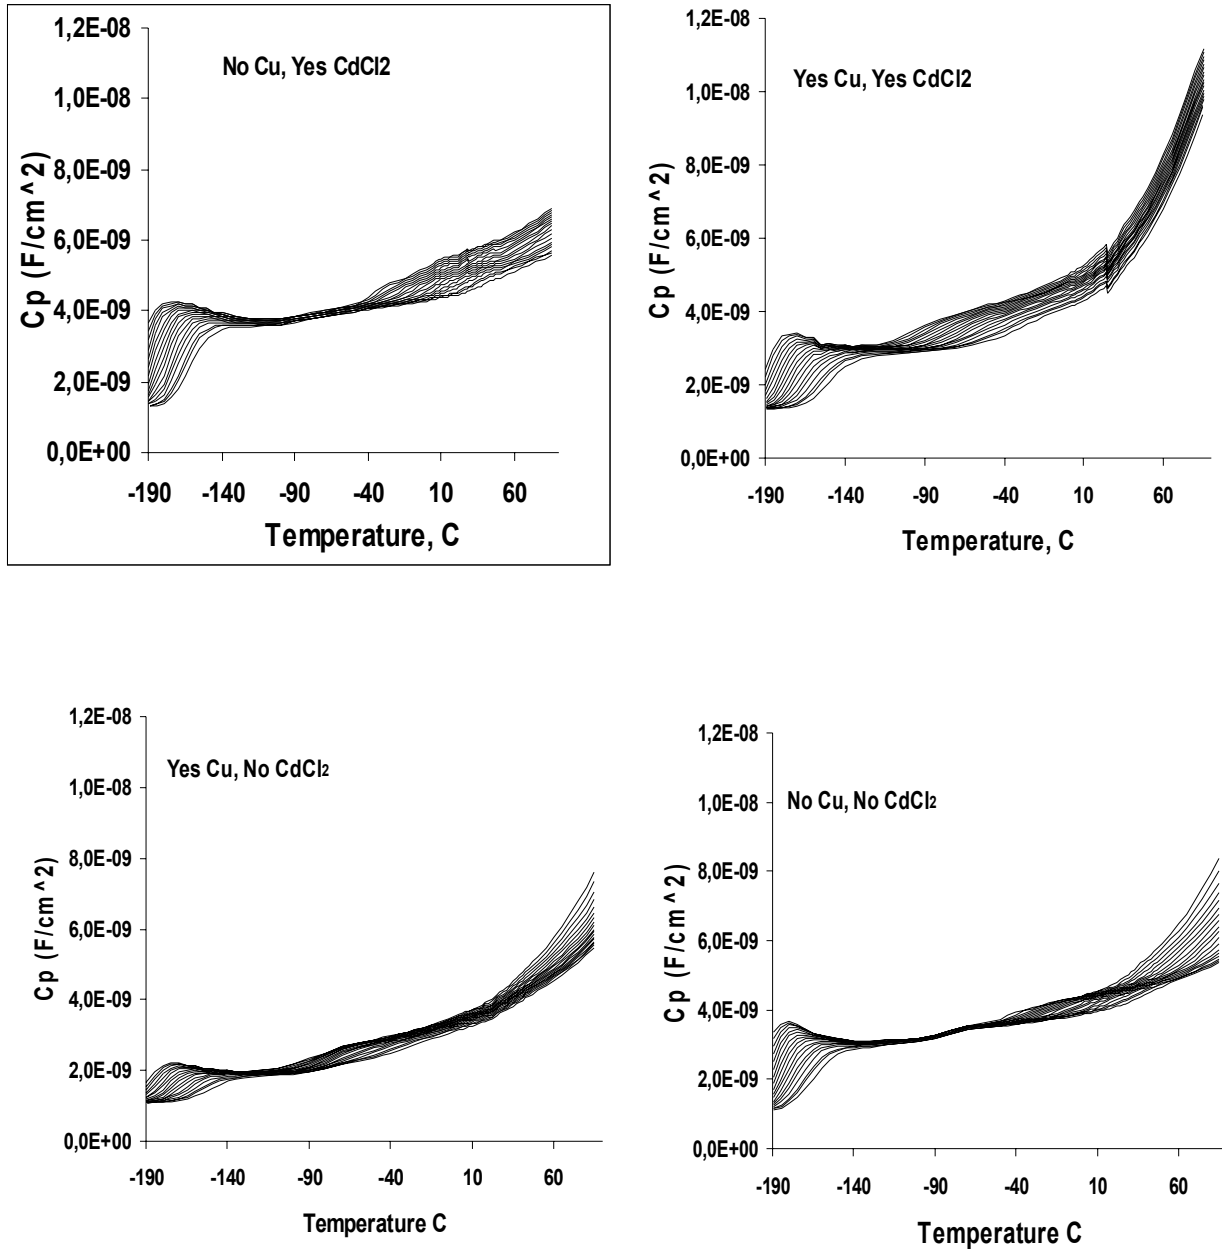 1,2E-08
1,0E-08
8,0E-09
6,0E-09
4,0E-09
2,0E-09
0,0E+00
Cp (F/cm^2)
No Cu, Yes CdCl2
-190 -140 -90 -40 10 60
Temperature, C
1,2E-08
1,0E-08
8,0E-09
6,0E-09
4,0E-09
2,0E-09
0,0E+00
Cp (F/cm^2)
Yes Cu, Yes CdCl2
-190 -140 -90 -40 10 60
Temperature, C
1,2E-08
1,0E-08
8,0E-09
6,0E-09
4,0E-09
2,0E-09
0,0E+00
Cp (F/cm^2)
Yes Cu, No CdCl2
-190 -140 -90 -40 10 60
Temperature C
1,2E-08
1,0E-08
8,0E-09
6,0E-09
4,0E-09
2,0E-09
0,0E+00
Cp (F/cm^2)
No Cu, No CdCl2
-190 -140 -90 -40 10 60
Temperature C